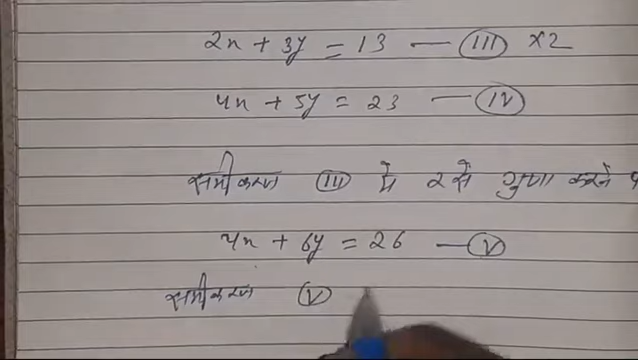 2x + 3y = 13 — (III) ×2
4x + 5y = 23 — (IV)
समीकरण (III) में 2 से गुणा करने प
4x + 6y = 26 — (V)
समीकरण (V)